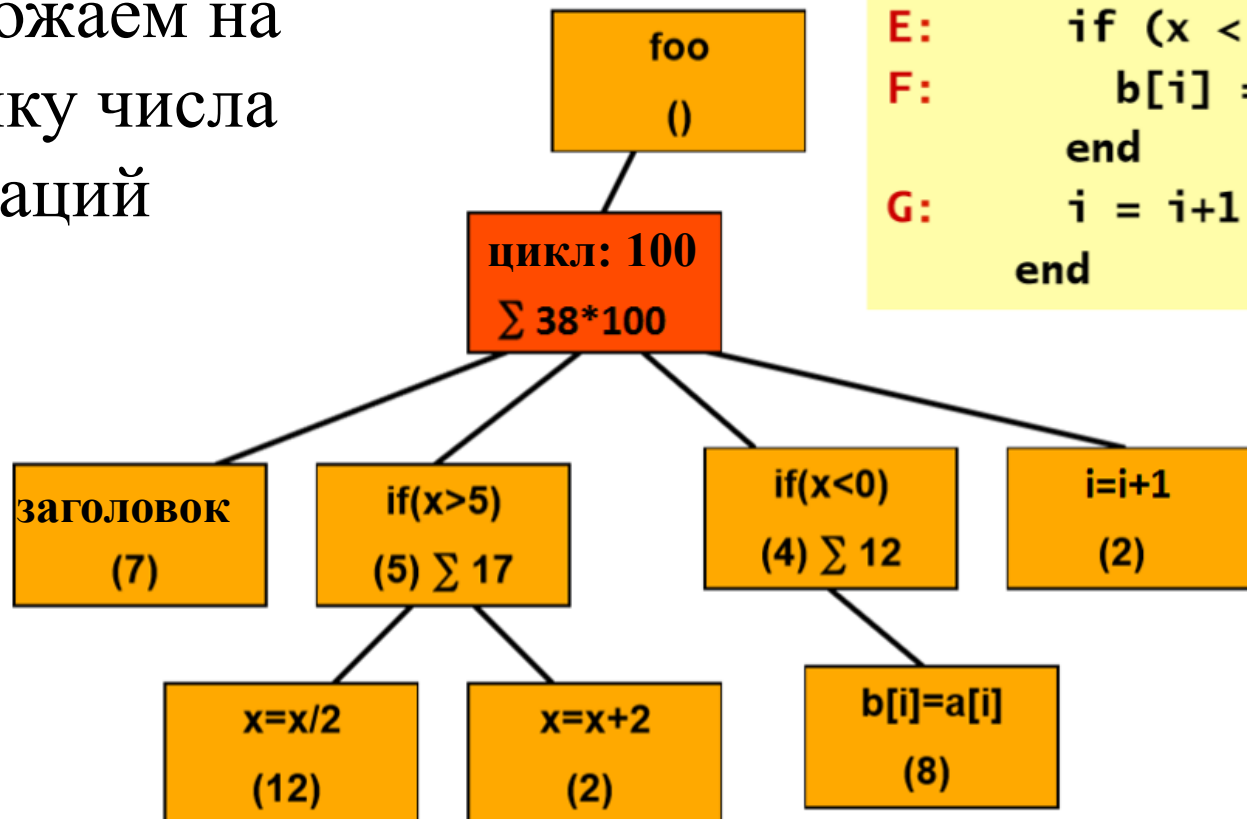 ожаем на
ку числа
аций
foo
()
E: if (x <
F: b[i] =
end
G: i = i+1
end
цикл: 100
∑ 38*100
заголовок
(7)
if(x>5)
(5) ∑ 17
if(x<0)
(4) ∑ 12
i=i+1
(2)
x=x/2
(12)
x=x+2
(2)
b[i]=a[i]
(8)